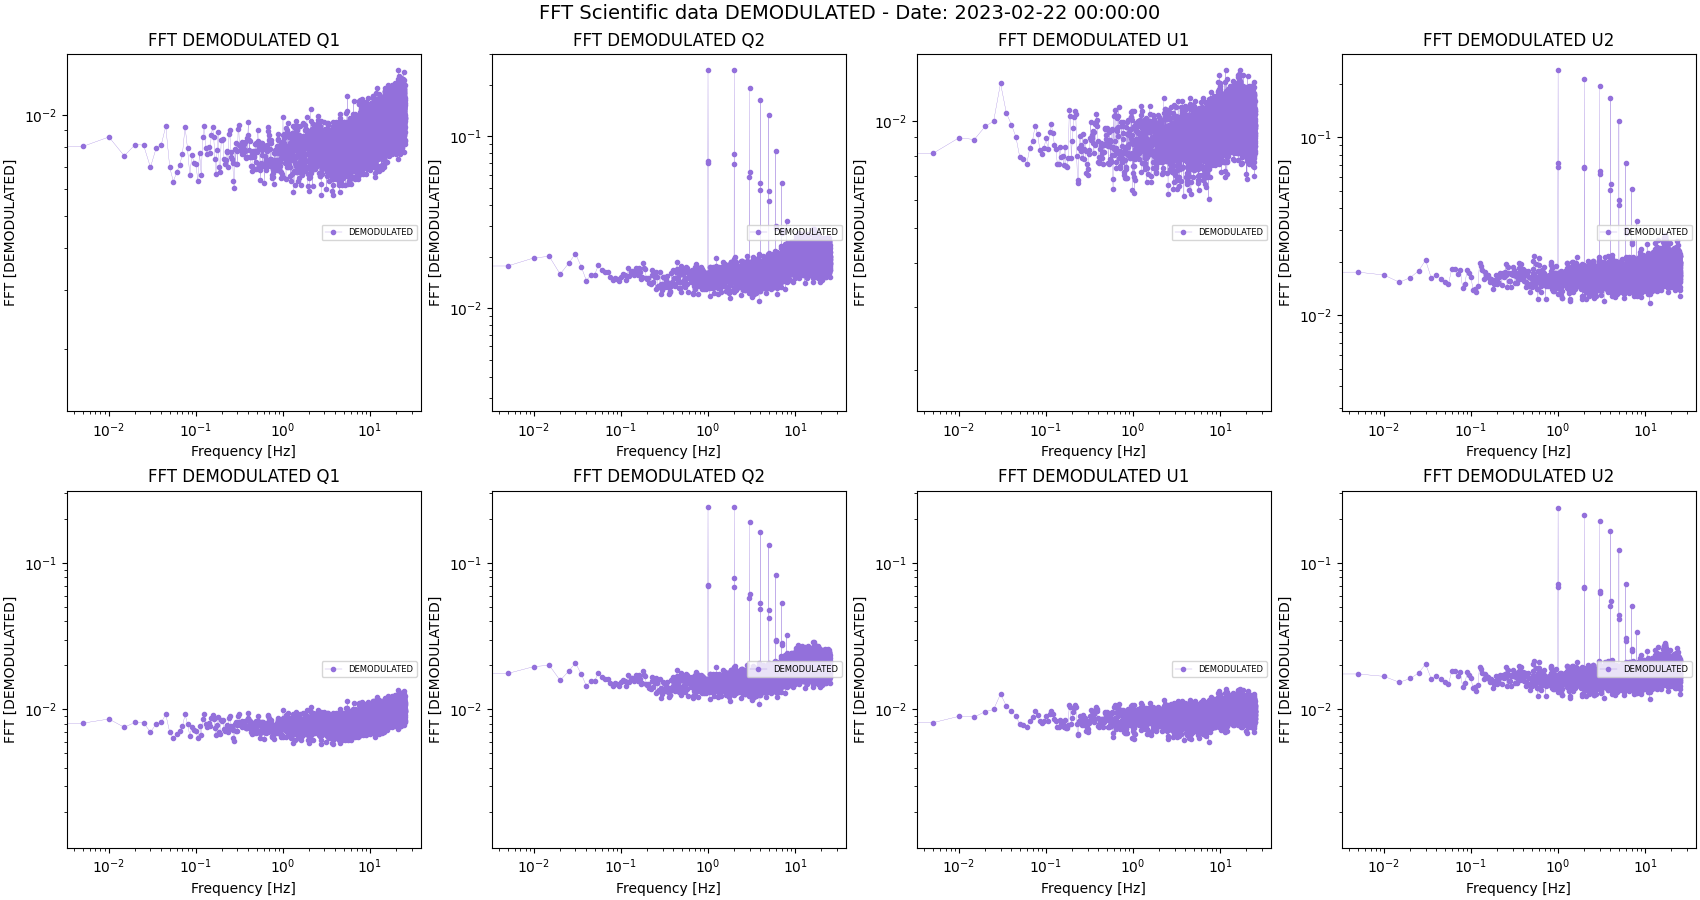 FFT Scientific data DEMODULATED - Date: 2023-02-22 00:00:00
FFT DEMODULATED Q1
FFT DEMODULATED Q2
FFT DEMODULATED U1
FFT DEMODULATED U2
FFT [DEMODULATED]
10⁻²
DEMODULATED
10⁻² 10⁻¹ 10⁰ 10¹
Frequency [Hz]
FFT [DEMODULATED]
10⁻¹
10⁻²
DEMODULATED
10⁻² 10⁻¹ 10⁰ 10¹
Frequency [Hz]
FFT [DEMODULATED]
10⁻²
DEMODULATED
10⁻² 10⁻¹ 10⁰ 10¹
Frequency [Hz]
FFT [DEMODULATED]
10⁻¹
10⁻²
DEMODULATED
10⁻² 10⁻¹ 10⁰ 10¹
Frequency [Hz]
FFT DEMODULATED Q1
FFT DEMODULATED Q2
FFT DEMODULATED U1
FFT DEMODULATED U2
FFT [DEMODULATED]
10⁻¹
10⁻²
DEMODULATED
10⁻² 10⁻¹ 10⁰ 10¹
Frequency [Hz]
FFT [DEMODULATED]
10⁻¹
10⁻²
DEMODULATED
10⁻² 10⁻¹ 10⁰ 10¹
Frequency [Hz]
FFT [DEMODULATED]
10⁻¹
10⁻²
DEMODULATED
10⁻² 10⁻¹ 10⁰ 10¹
Frequency [Hz]
FFT [DEMODULATED]
10⁻¹
10⁻²
DEMODULATED
10⁻² 10⁻¹ 10⁰ 10¹
Frequency [Hz]